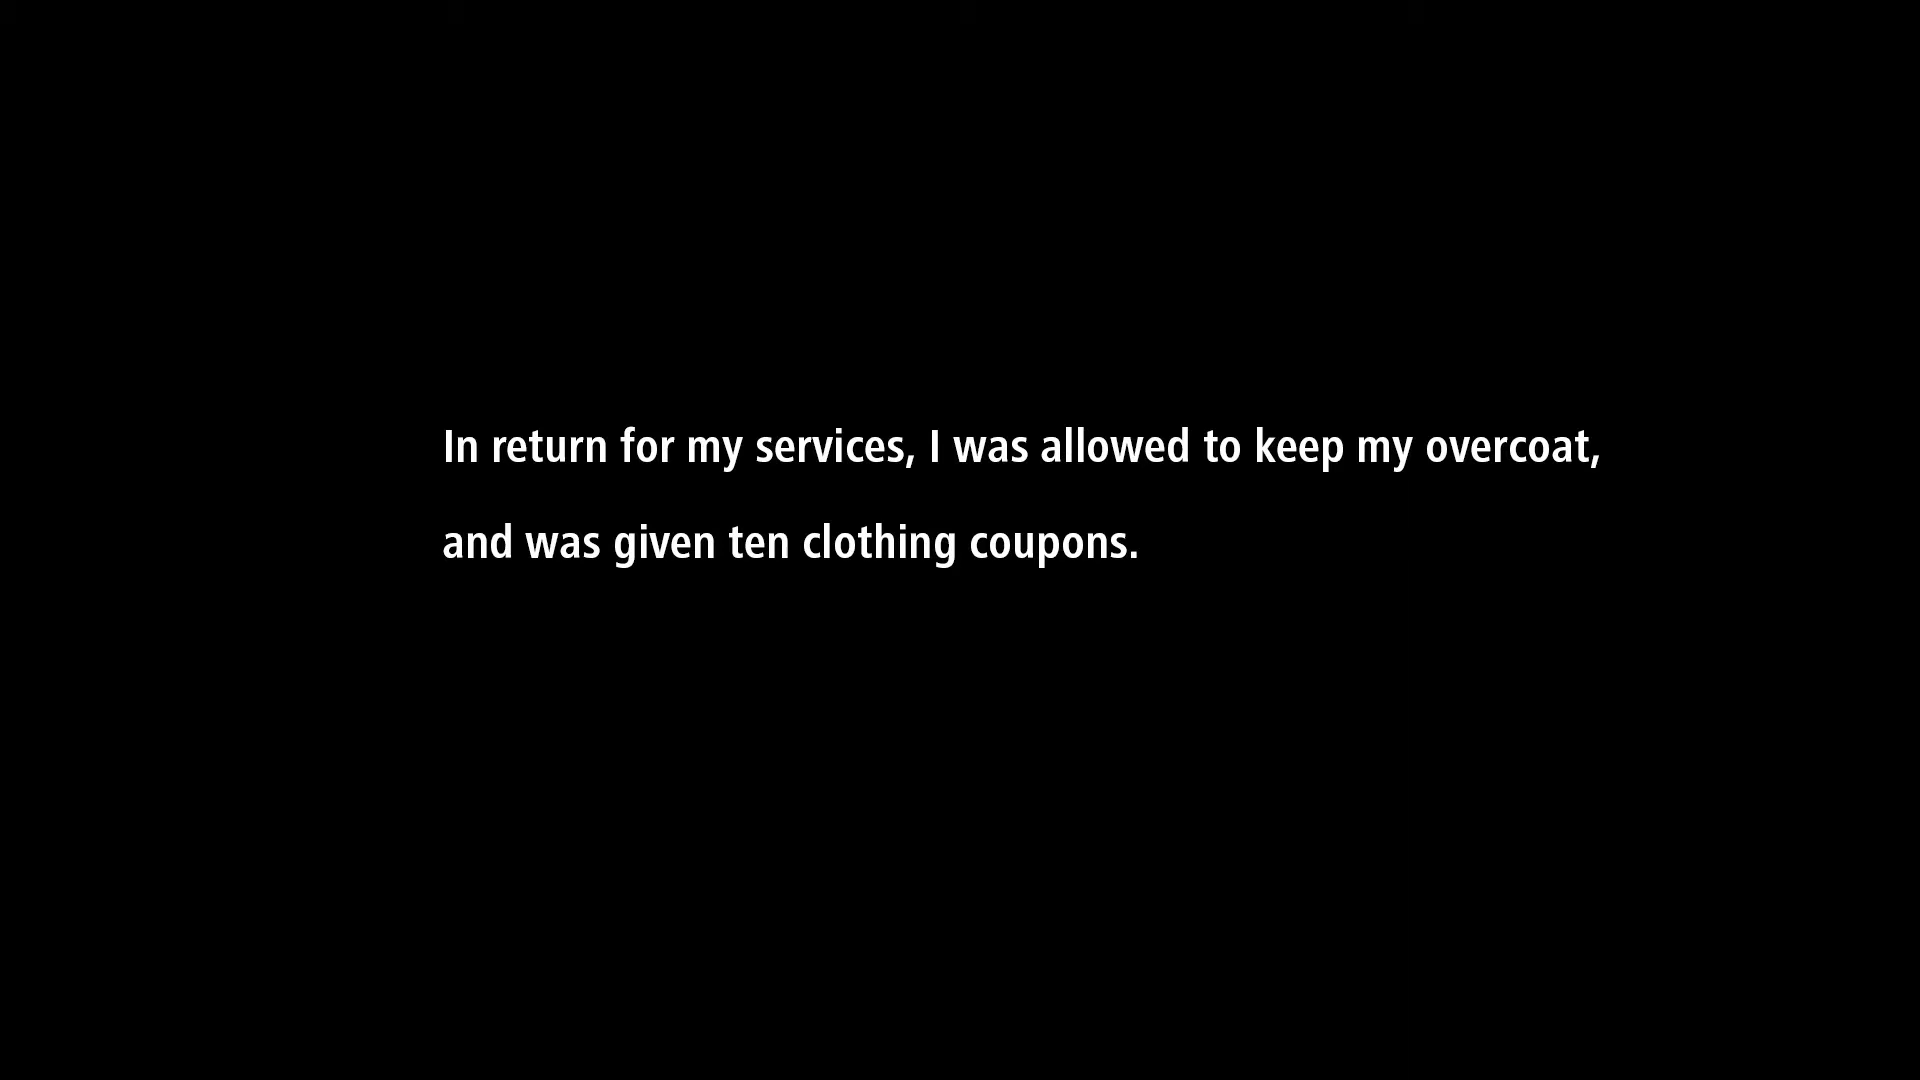 In return for my services, I was allowed to keep my overcoat,
and was given ten clothing coupons.